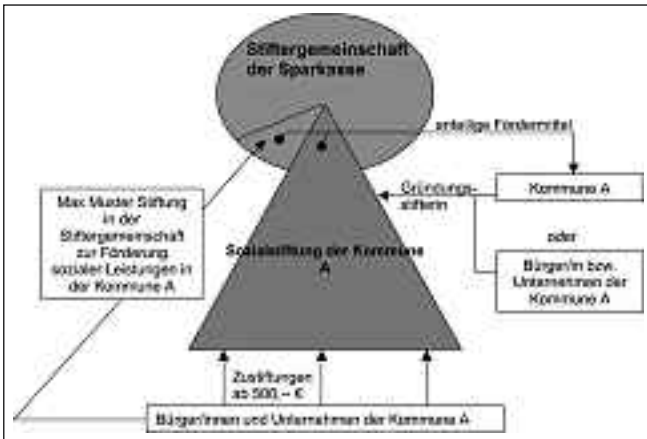 Stiftergemeinschaft
der Sparkasse
anteilige Fördermittel
Max Muster Stiftung
in der
Stiftergemeinschaft
zur Förderung
sozialer Leistungen in
der Kommune A
Gründungs-
stifterin
Kommune A
oder
Bürger/in bzw.
Unternehmen der
Kommune A
Sozialstiftung der Kommune
A
Zustiftungen
ab 500,-- €
Bürger/innen und Unternehmen der Kommune A